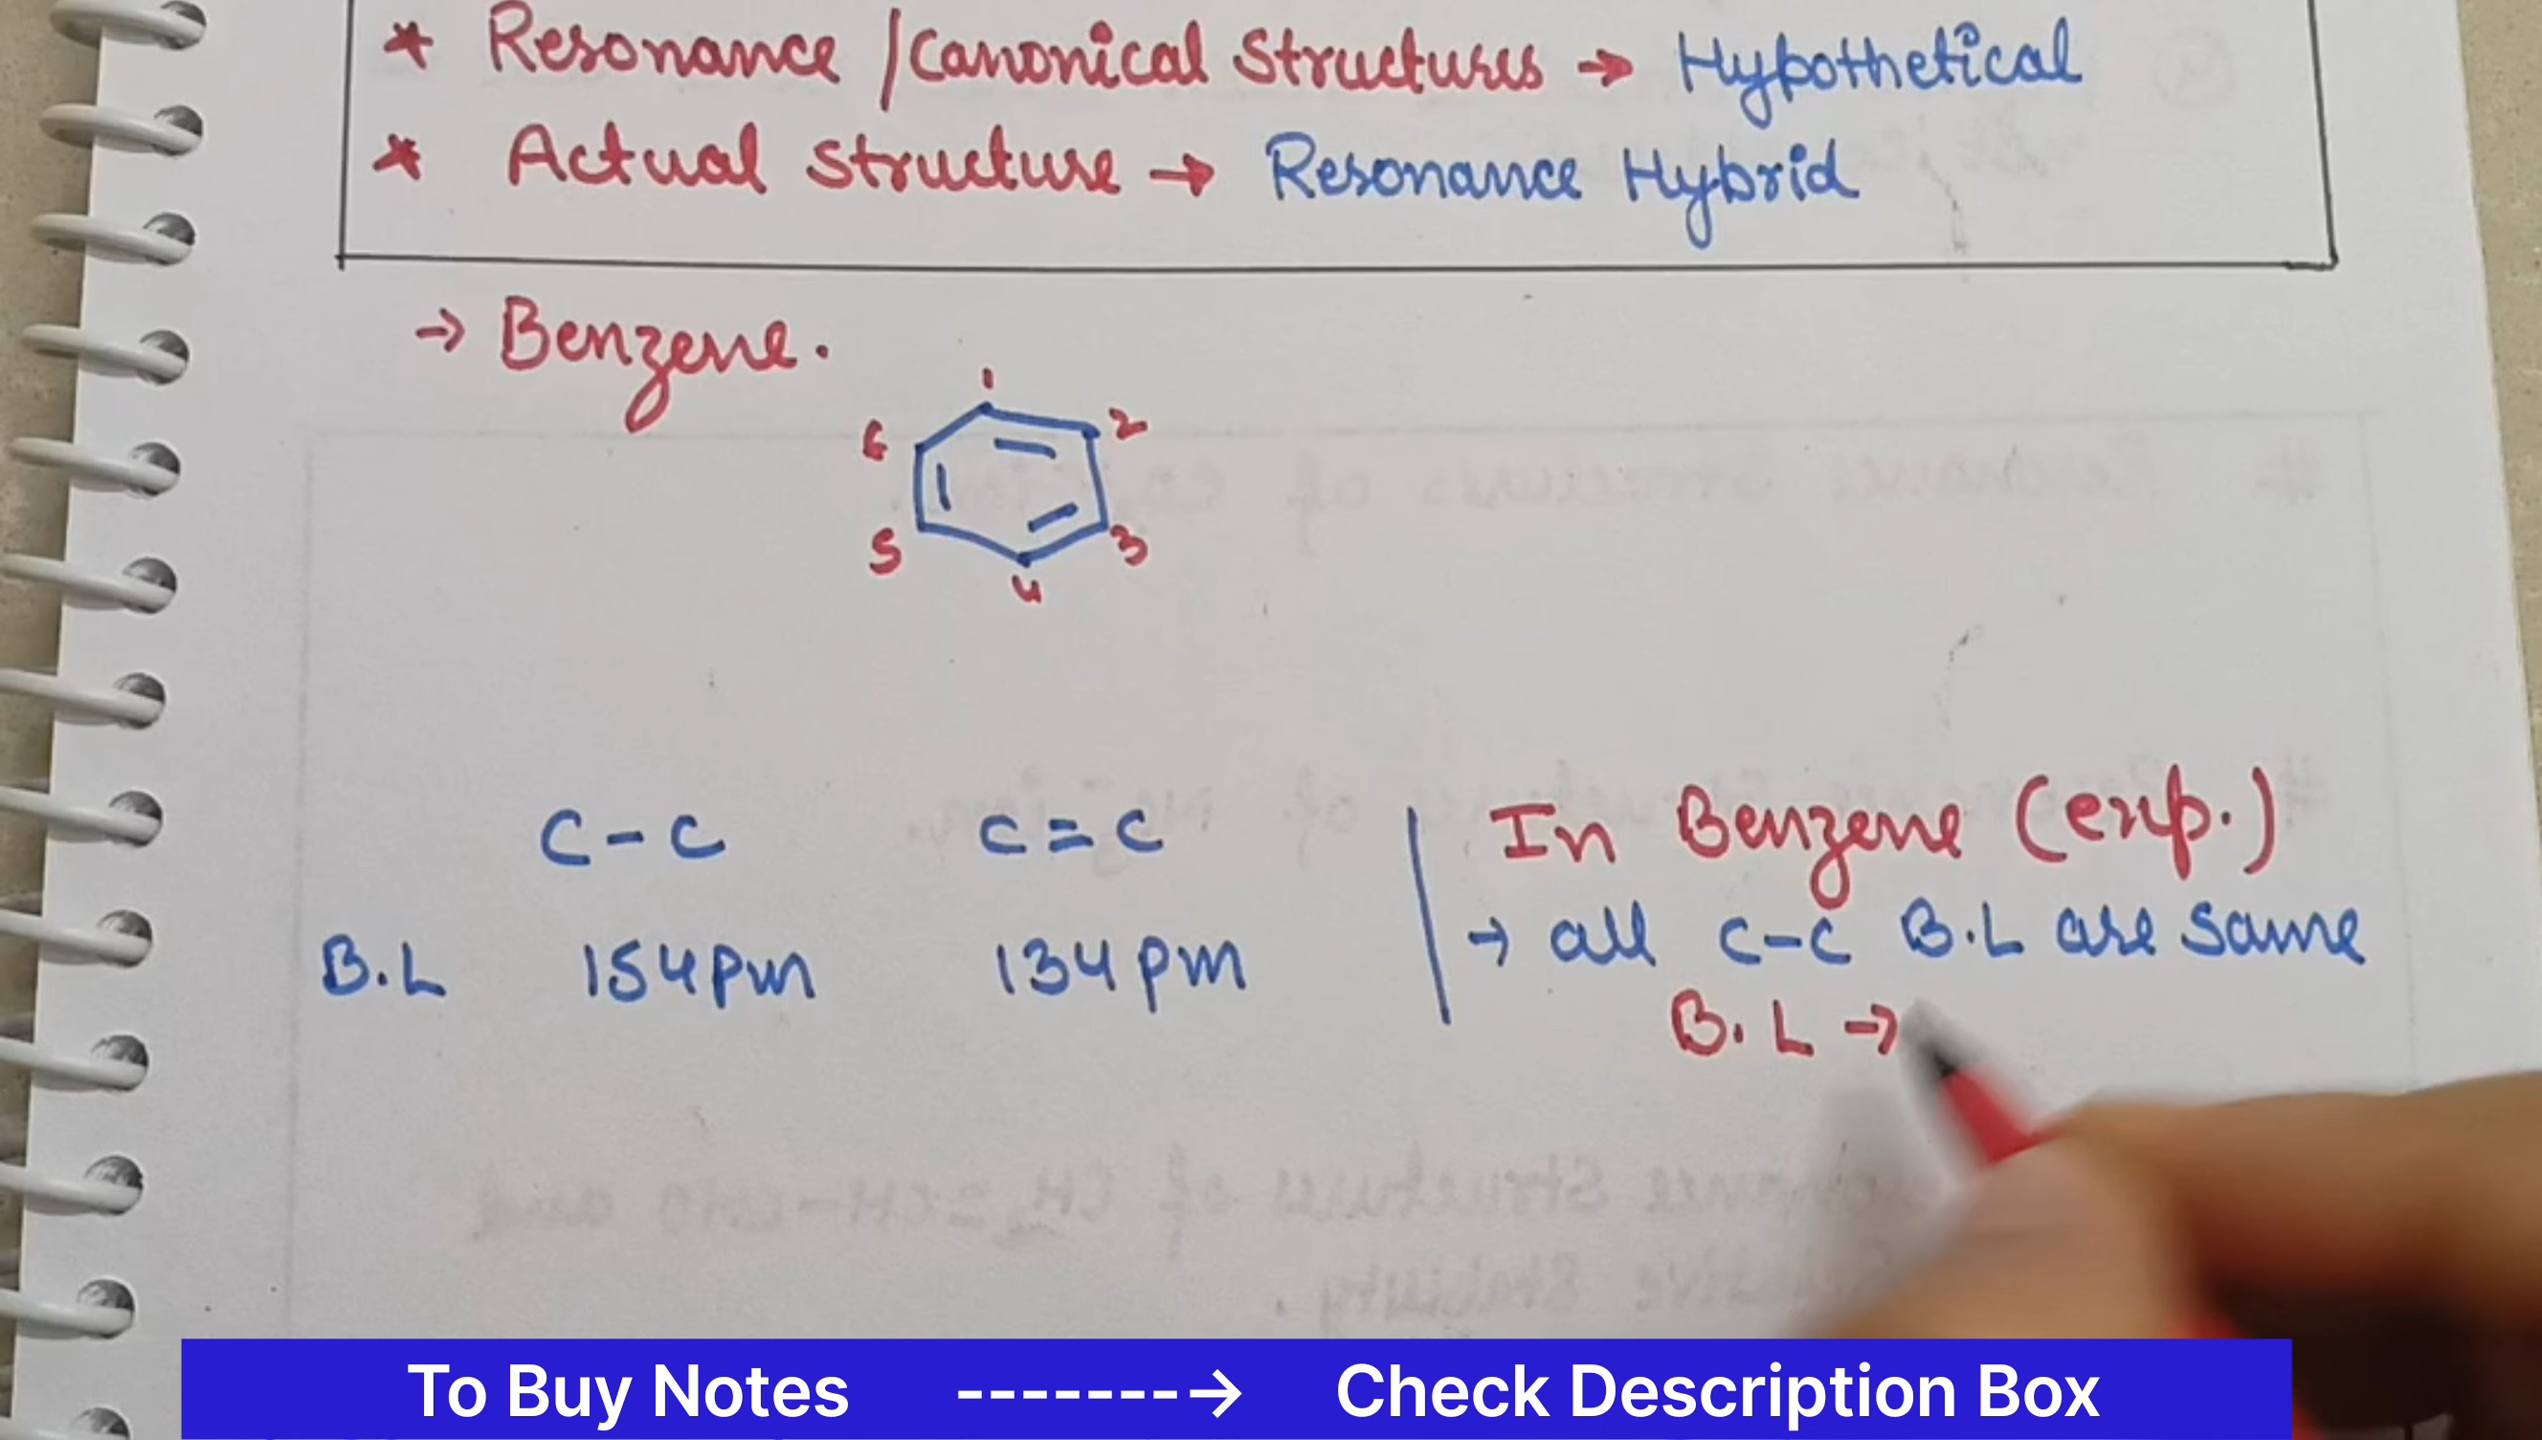 * Resonance /Canonical Structures → Hypothetical
* Actual Structure → Resonance Hybrid
→ Benzene.
1
6 2
5 3
4
C-C C=C
B.L 154pm 134pm
In Benzene (exp.)
→ all C-C B.L are same
B.L →
To Buy Notes -------→ Check Description Box